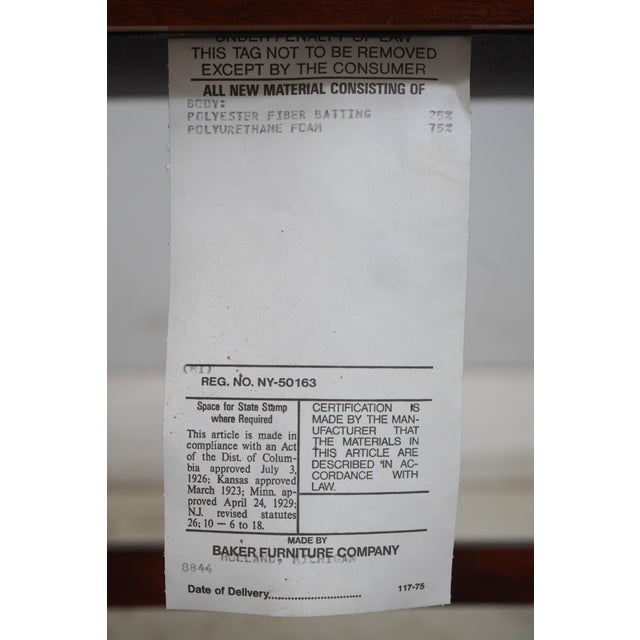 UNDER PENALTY OF LAW
THIS TAG NOT TO BE REMOVED
EXCEPT BY THE CONSUMER
ALL NEW MATERIAL CONSISTING OF
BODY:
POLYESTER FIBER BATTING 25%
POLYURETHANE FOAM 75%
(MI)
REG. NO. NY-50163
Space for State Stamp
where Required
This article is made in
compliance with an Act
of the Dist. of Colum-
bia approved July 3,
1926; Kansas approved
March 1923; Minn. ap-
proved April 24, 1929;
N.J. revised statutes
26; 10 – 6 to 18.
CERTIFICATION IS
MADE BY THE MAN-
UFACTURER THAT
THE MATERIALS IN
THIS ARTICLE ARE
DESCRIBED IN AC-
CORDANCE WITH
LAW.
MADE BY
BAKER FURNITURE COMPANY
HOLLAND, MICHIGAN
8844
Date of Delivery..............................
117-75